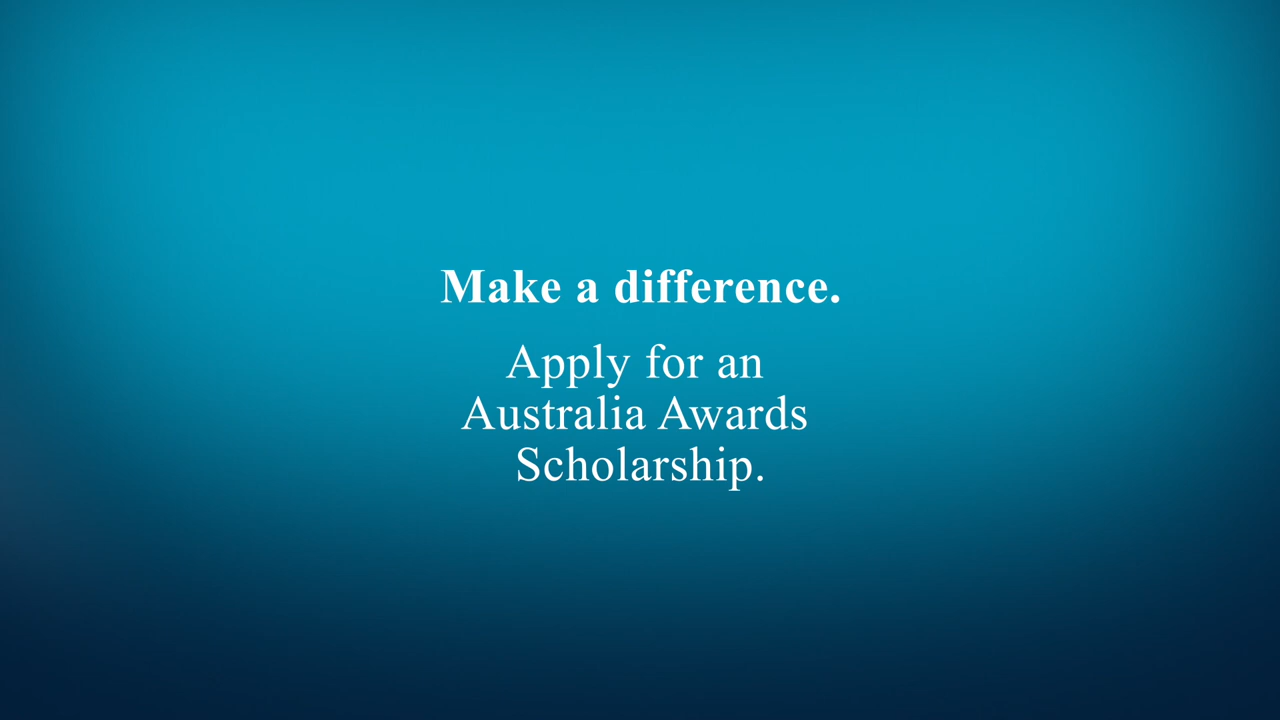 Make a difference.
Apply for an
Australia Awards
Scholarship.